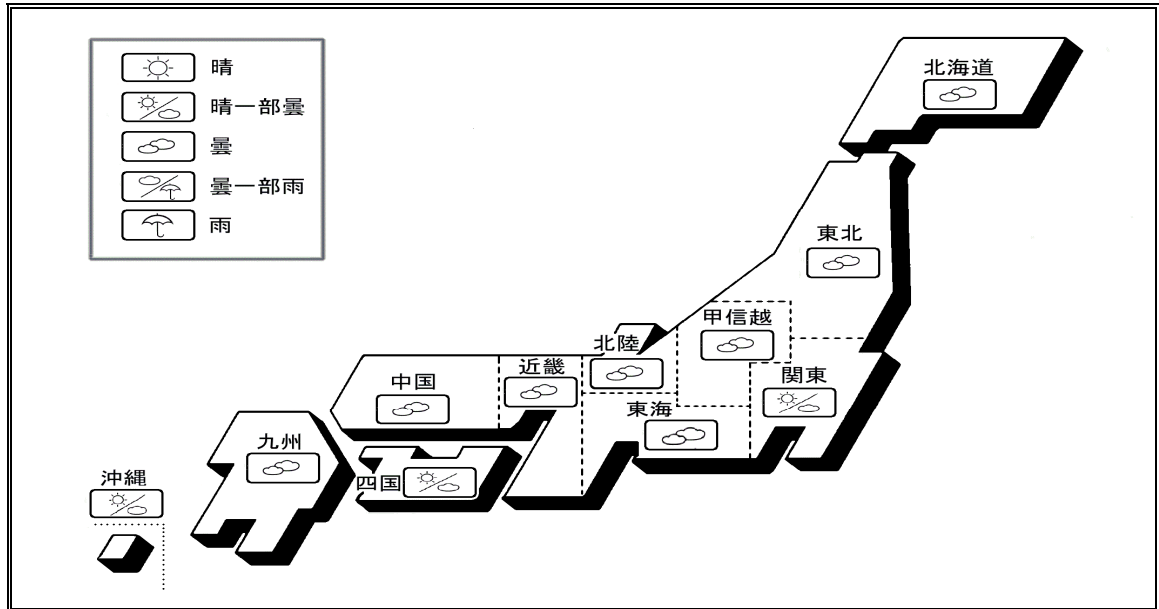 晴
晴一部曇
曇
曇一部雨
雨
北海道
東北
甲信越
北陸
関東
近畿
中国
東海
九州
四国
沖縄